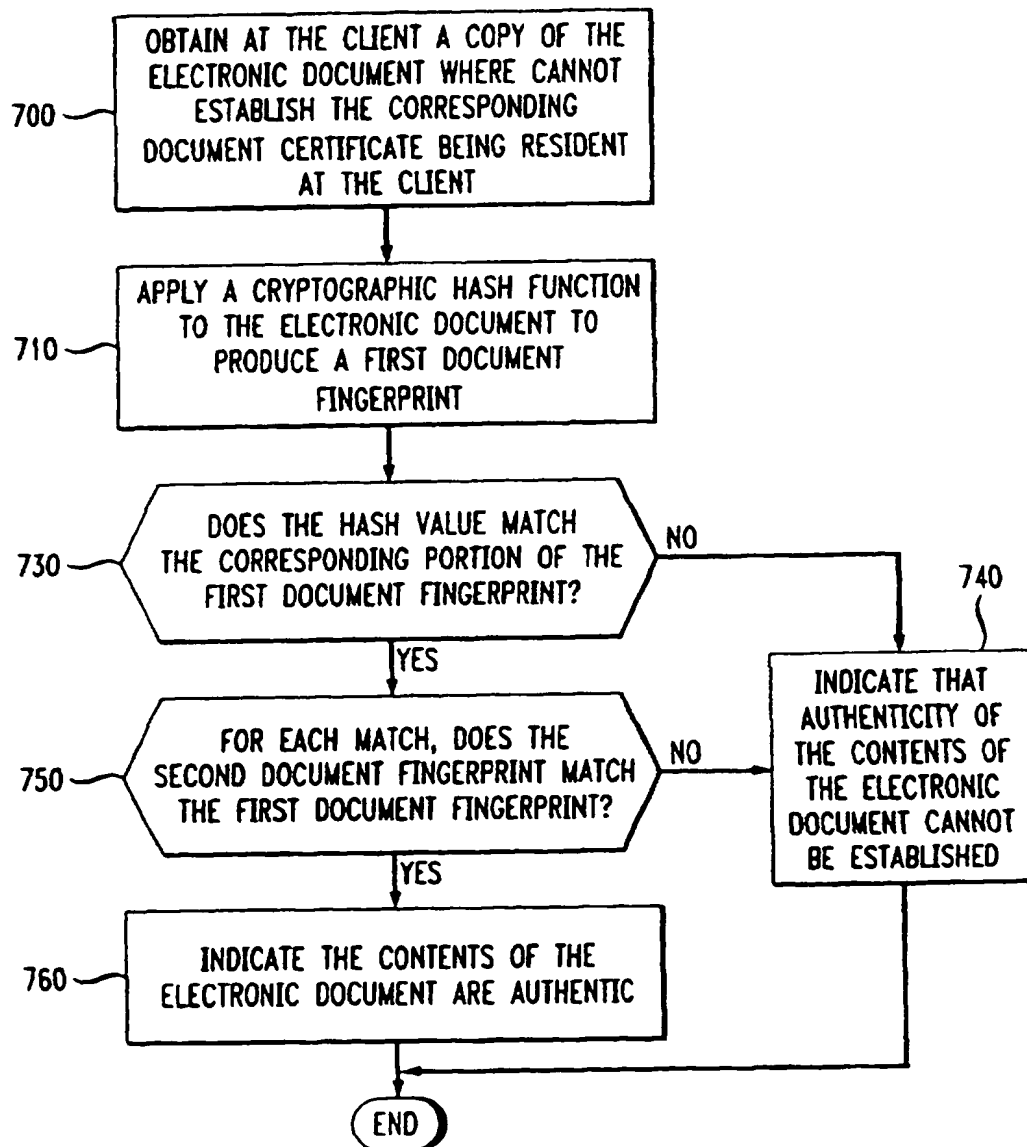 OBTAIN AT THE CLIENT A COPY OF THE
ELECTRONIC DOCUMENT WHERE CANNOT
ESTABLISH THE CORRESPONDING
DOCUMENT CERTIFICATE BEING RESIDENT
AT THE CLIENT
700
APPLY A CRYPTOGRAPHIC HASH FUNCTION
TO THE ELECTRONIC DOCUMENT TO
PRODUCE A FIRST DOCUMENT
FINGERPRINT
710
DOES THE HASH VALUE MATCH
THE CORRESPONDING PORTION OF THE
FIRST DOCUMENT FINGERPRINT?
730
NO
YES
740
INDICATE THAT
AUTHENTICITY OF
THE CONTENTS OF
THE ELECTRONIC
DOCUMENT CANNOT
BE ESTABLISHED
FOR EACH MATCH, DOES THE
SECOND DOCUMENT FINGERPRINT MATCH
THE FIRST DOCUMENT FINGERPRINT?
750
NO
YES
INDICATE THE CONTENTS OF THE
ELECTRONIC DOCUMENT ARE AUTHENTIC
760
END